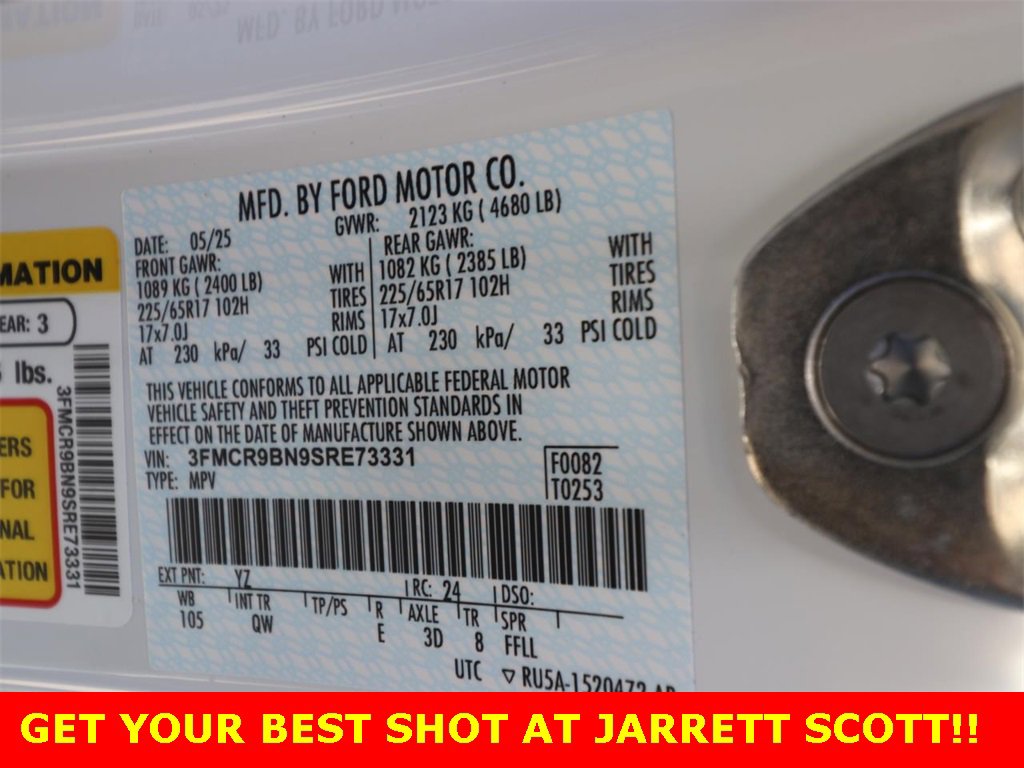 MFD. BY FORD MOTOR CO.
DATE: 05/25 GVWR: 2123 KG ( 4680 LB)
FRONT GAWR: REAR GAWR:
1089 KG ( 2400 LB) WITH 1082 KG ( 2385 LB) WITH
225/65R17 102H TIRES 225/65R17 102H TIRES
17x7.0J RIMS 17x7.0J RIMS
AT 230 kPa/ 33 PSI COLD AT 230 kPa/ 33 PSI COLD
THIS VEHICLE CONFORMS TO ALL APPLICABLE FEDERAL MOTOR
VEHICLE SAFETY AND THEFT PREVENTION STANDARDS IN
EFFECT ON THE DATE OF MANUFACTURE SHOWN ABOVE.
VIN: 3FMCR9BN9SRE73331 F0082
TYPE: MPV T0253
EXT PNT: YZ RC: 24 DSO:
WB INT TR TP/PS R AXLE TR SPR
105 QW E 3D 8 FFLL
UTC ▽ RU5A-1520472
MATION
EAR: 3
lbs.
3FMCR9BN9SRE73331
ERS
FOR
NAL
ATION
GET YOUR BEST SHOT AT JARRETT SCOTT!!